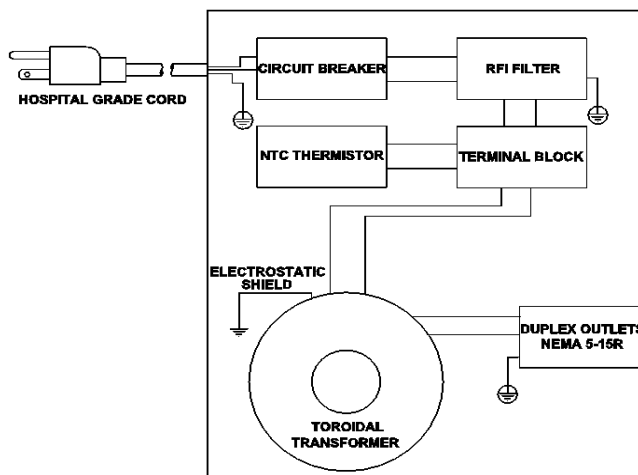 CIRCUIT BREAKER
RFI FILTER
HOSPITAL GRADE CORD
NTC THERMISTOR
TERMINAL BLOCK
ELECTROSTATIC
SHIELD
DUPLEX OUTLETS
NEMA 5-15R
TOROIDAL
TRANSFORMER